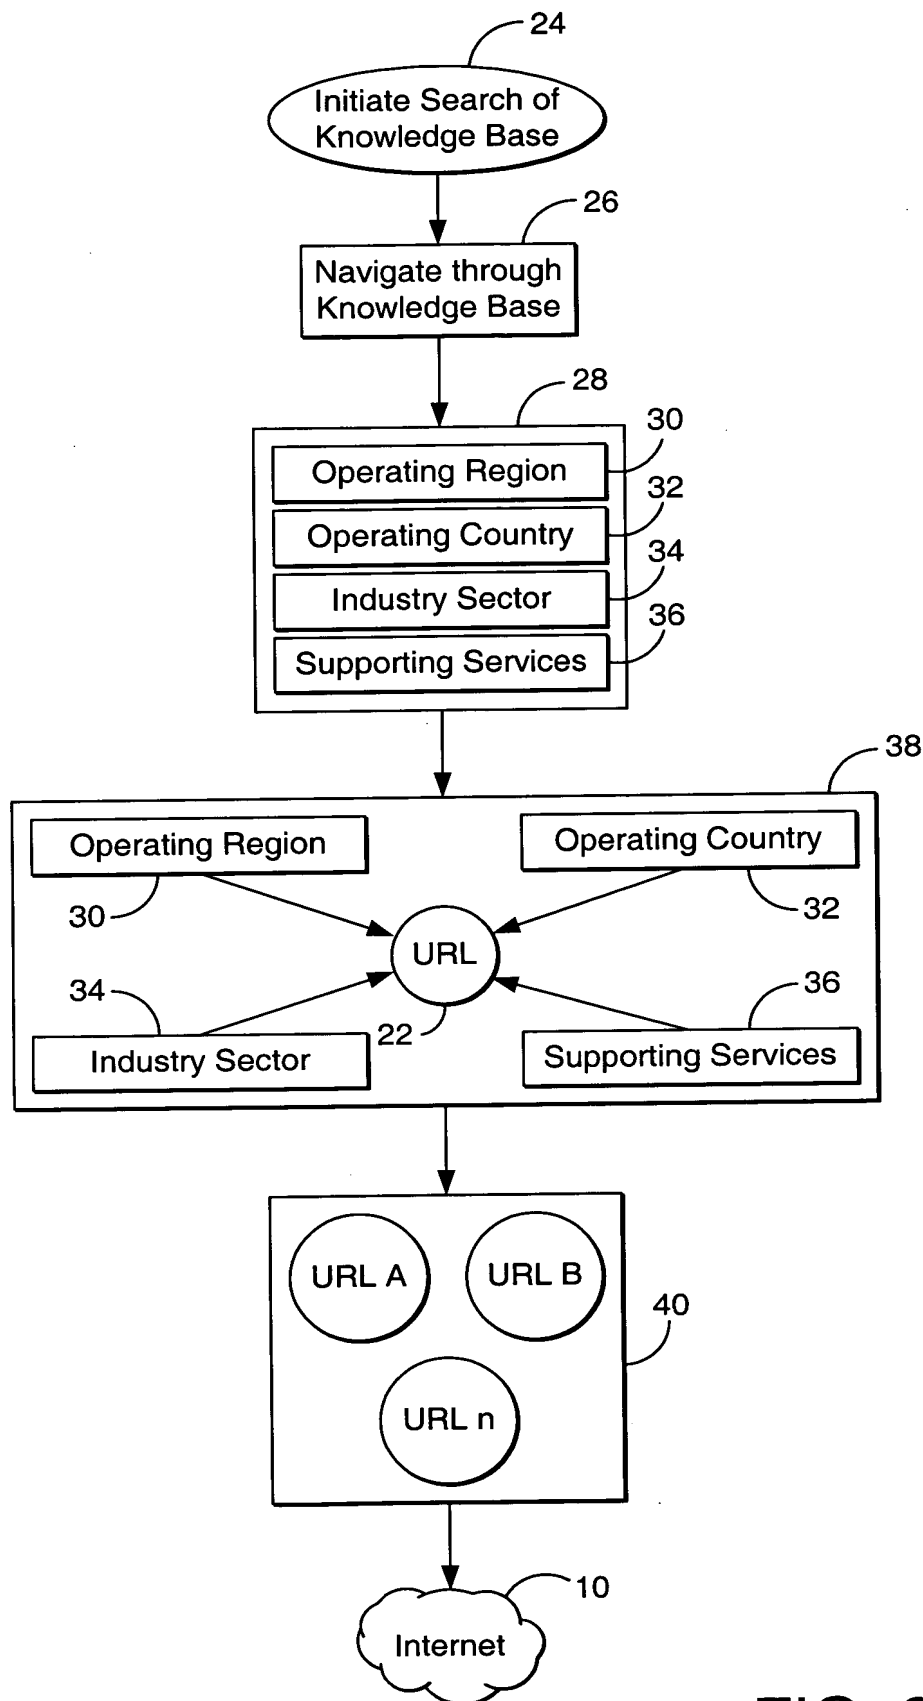 24
Initiate Search of
Knowledge Base
26
Navigate through
Knowledge Base
28
30
Operating Region
32
Operating Country
34
Industry Sector
36
Supporting Services
38
Operating Region
Operating Country
30
32
URL
34
36
22
Industry Sector
Supporting Services
URL A
URL B
40
URL n
10
Internet